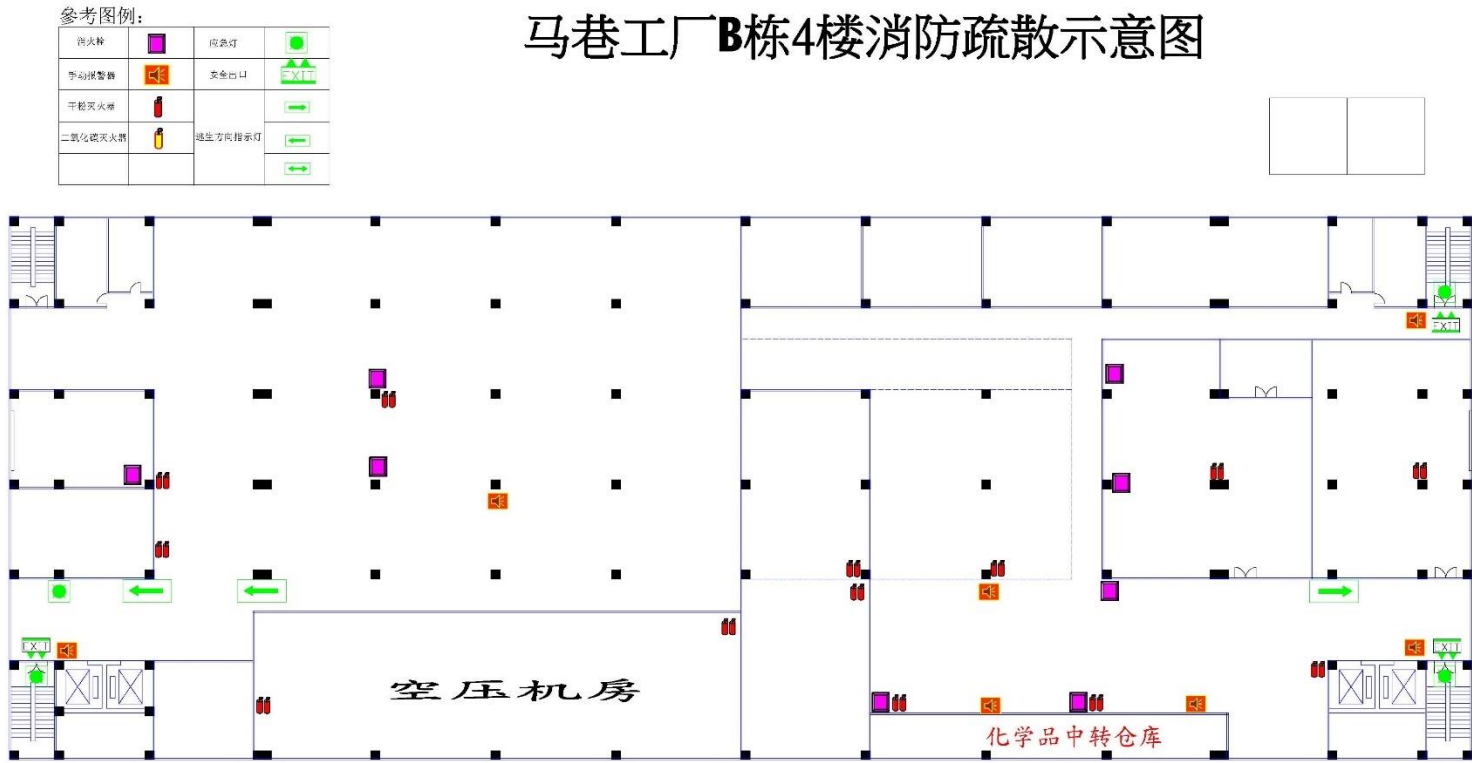 参考图例:
马巷工厂B栋4楼消防疏散示意图
消火栓
应急灯
手动报警器
安全出口
EXIT
干粉灭火器
二氧化碳灭火器
逃生方向指示灯
EXIT
EXIT
EXIT
空压机房
化学品中转仓库